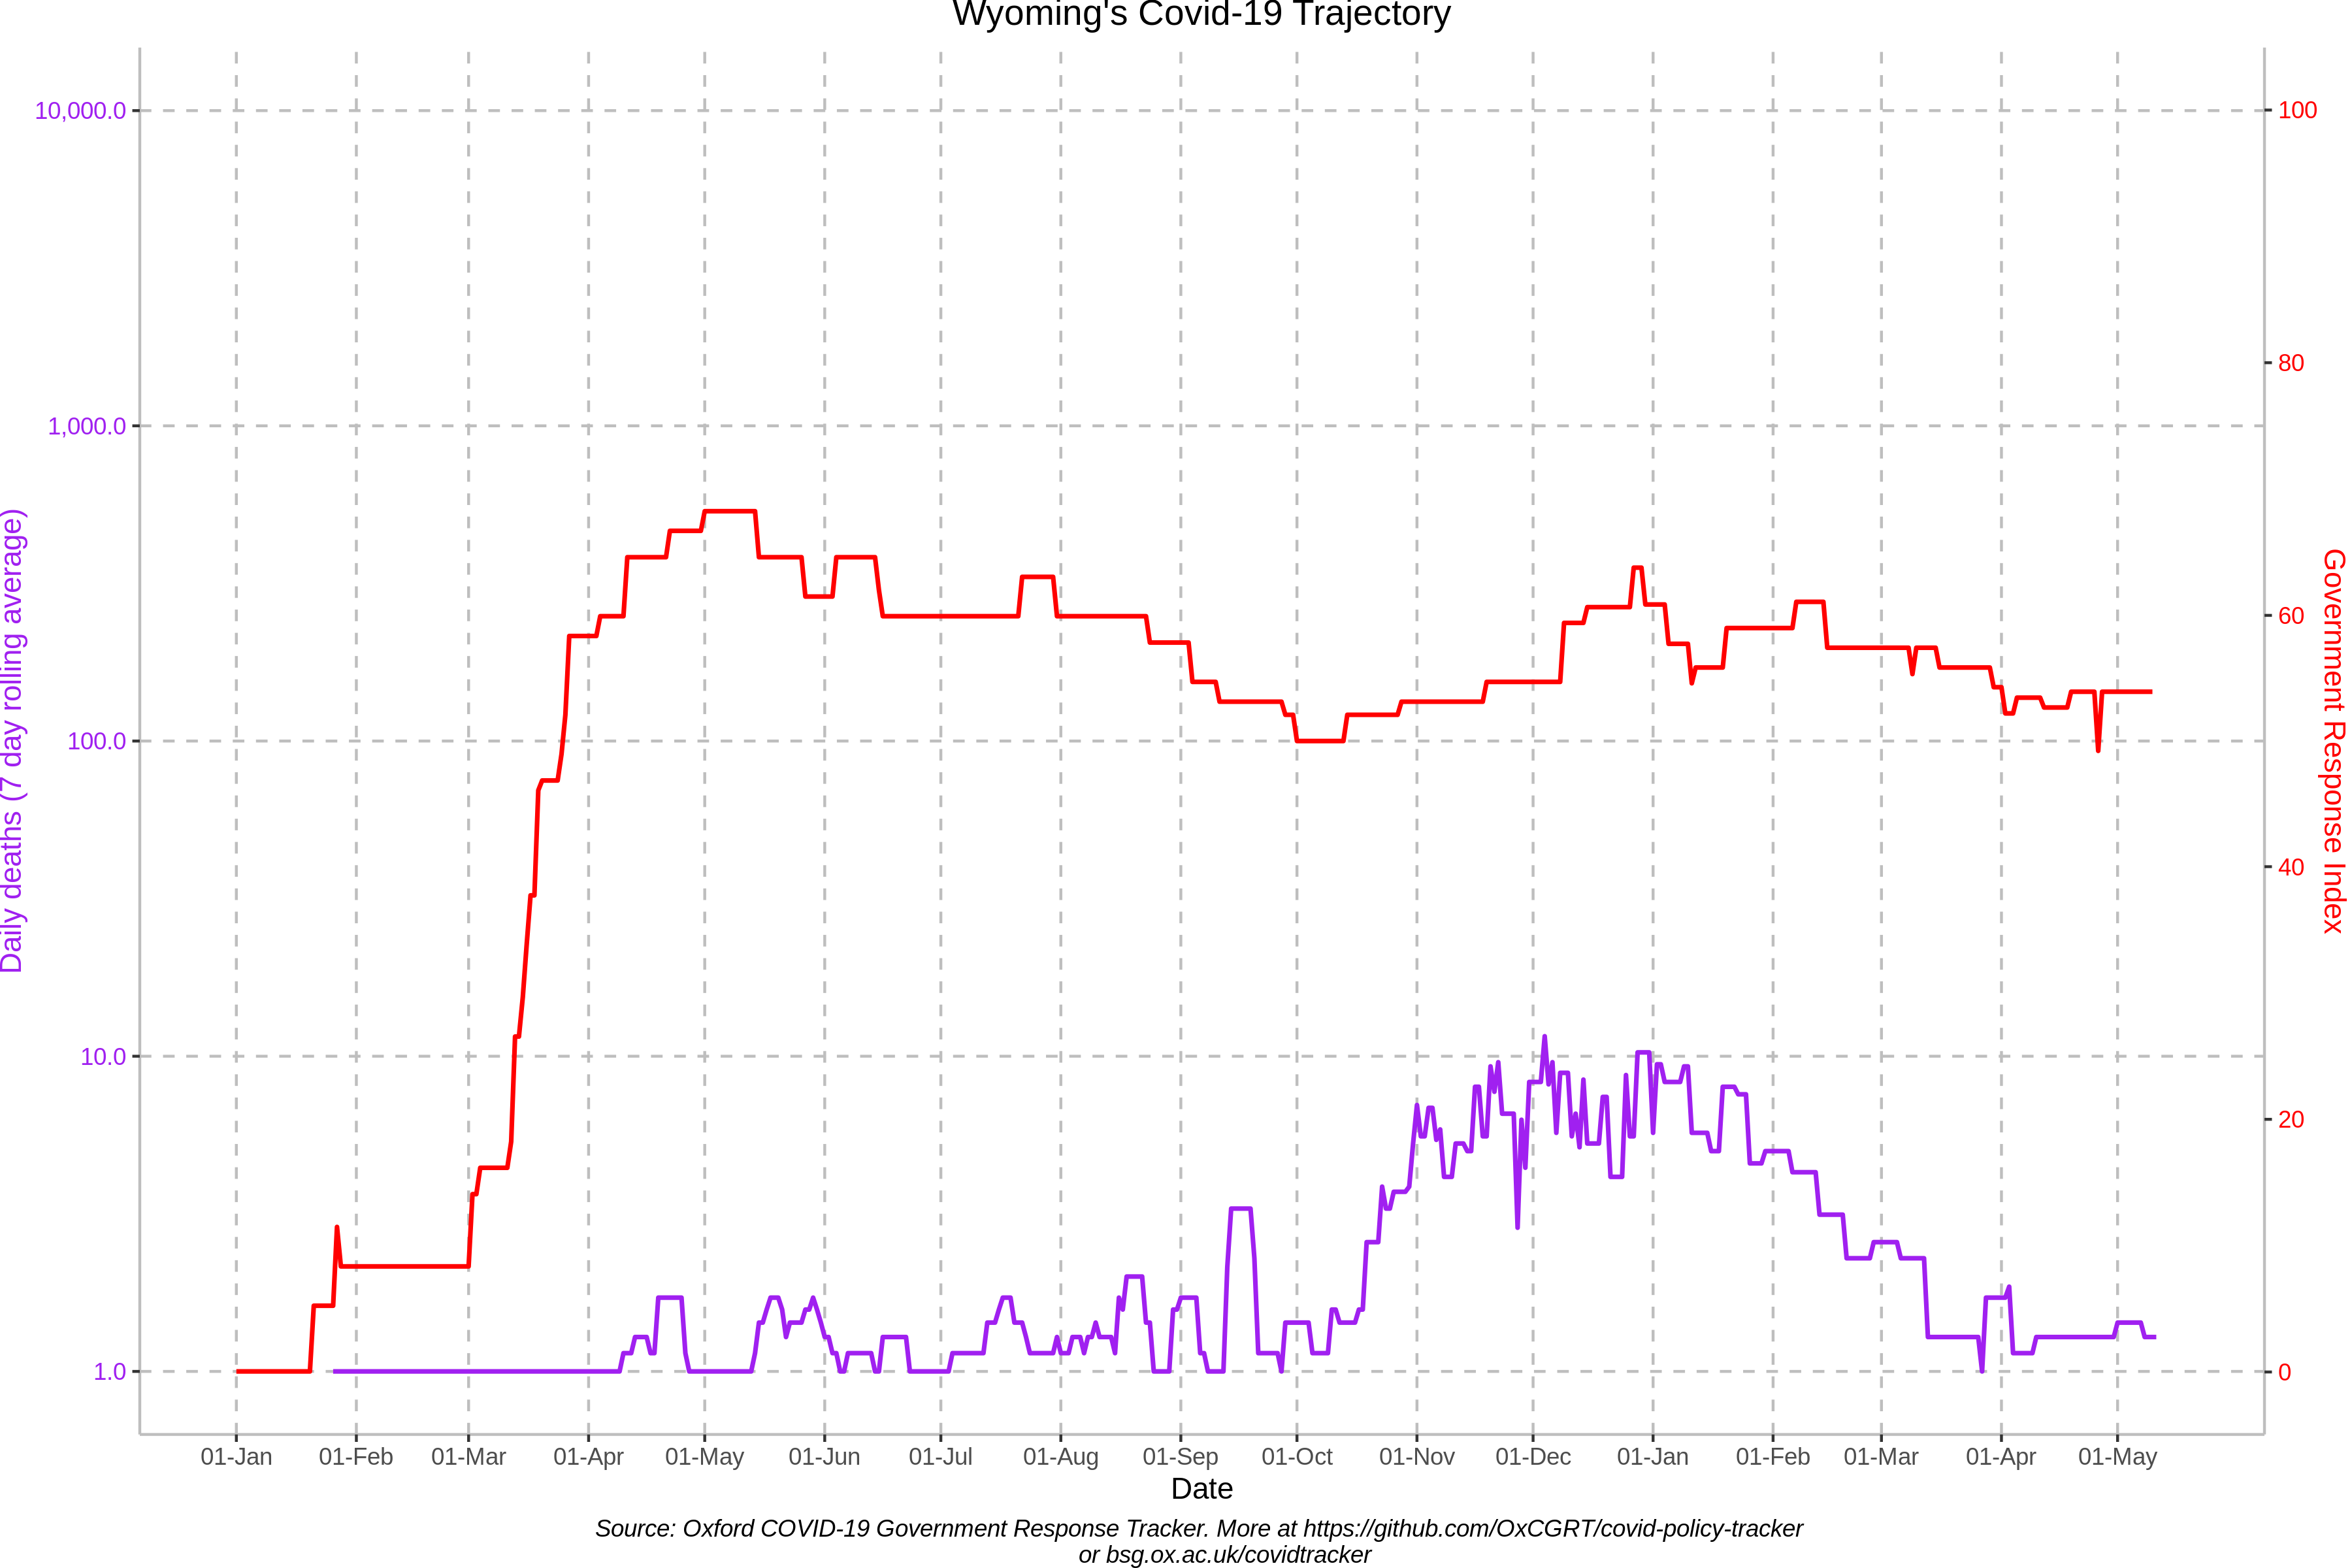 Wyoming's Covid-19 Trajectory
Daily deaths (7 day rolling average)
10,000.0
1,000.0
100.0
10.0
1.0
100
80
60
40
20
0
Government Response Index
01-Jan 01-Feb 01-Mar 01-Apr 01-May 01-Jun 01-Jul 01-Aug 01-Sep 01-Oct 01-Nov 01-Dec 01-Jan 01-Feb 01-Mar 01-Apr 01-May
Date
Source: Oxford COVID-19 Government Response Tracker. More at https://github.com/OxCGRT/covid-policy-tracker
or bsg.ox.ac.uk/covidtracker